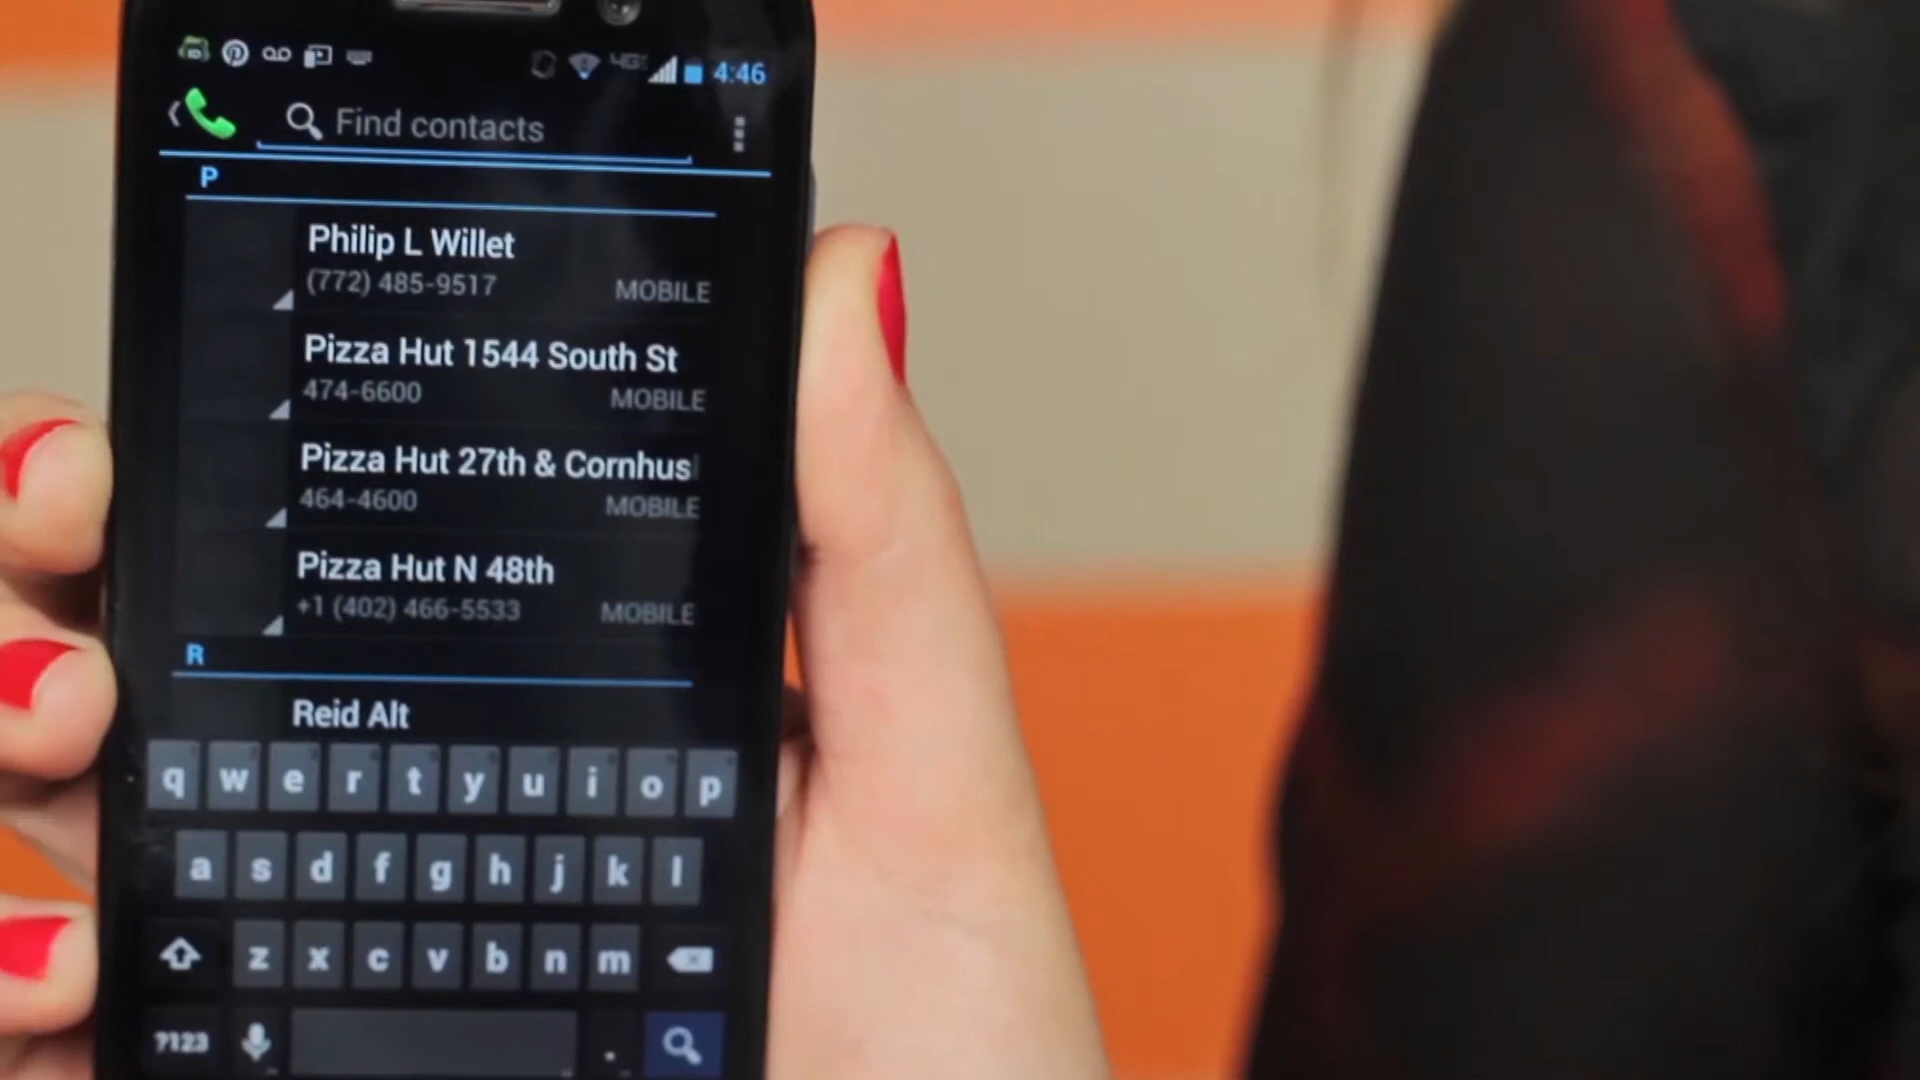 4G 4:46
Find contacts
P
Philip L Willet
(772) 485-9517 MOBILE
Pizza Hut 1544 South St
474-6600 MOBILE
Pizza Hut 27th & Cornhus
464-4600 MOBILE
Pizza Hut N 48th
+1 (402) 466-5533 MOBILE
R
Reid Alt
q w e r t y u i o p
a s d f g h j k l
z x c v b n m
?123 .